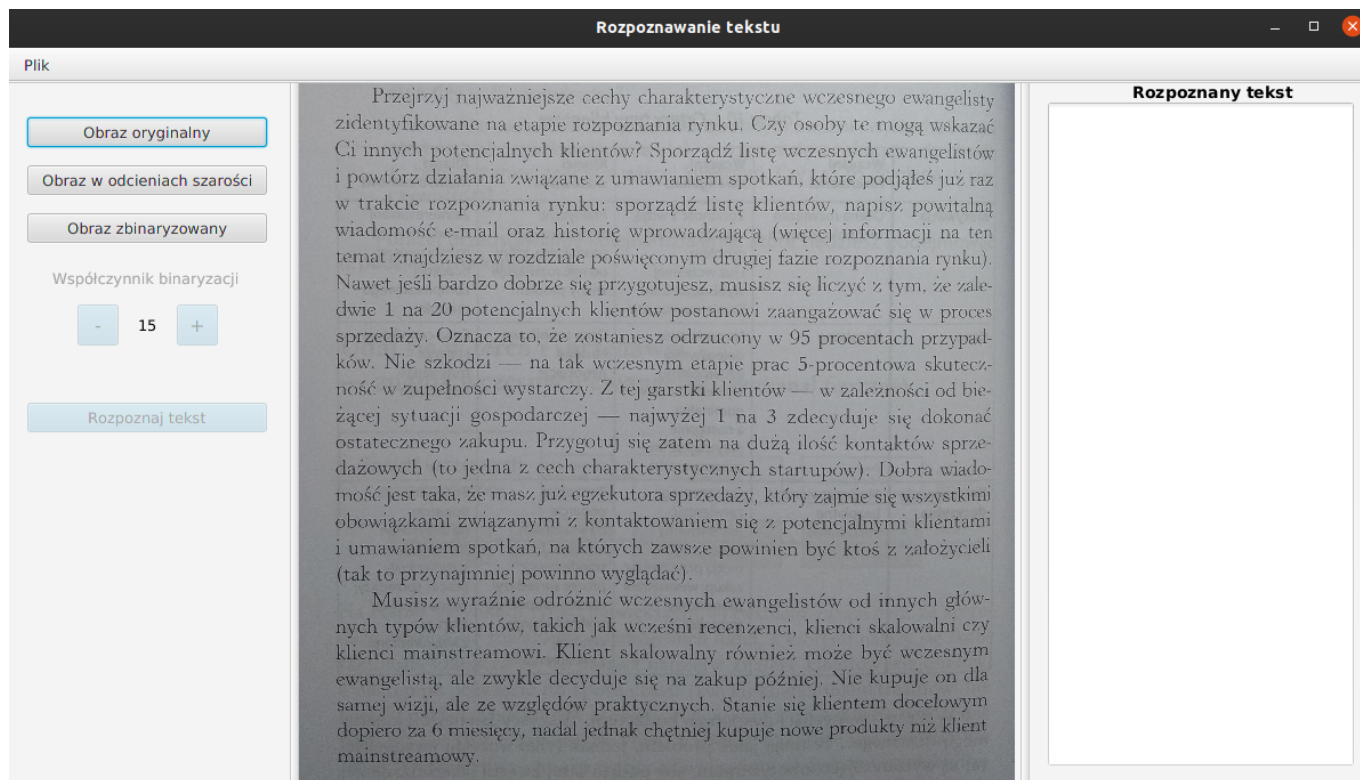 Rozpoznawanie tekstu
Plik
Obraz oryginalny
Obraz w odcieniach szarości
Obraz zbinaryzowany
Współczynnik binaryzacji
- 15 +
Rozpoznaj tekst
Przejrzyj najważniejsze cechy charakterystyczne wczesnego ewangelisty
zidentyfikowane na etapie rozpoznania rynku. Czy osoby te mogą wskazać
Ci innych potencjalnych klientów? Sporządź listę wczesnych ewangelistów
i powtórz działania związane z umawianiem spotkań, które podjąłeś już raz
w trakcie rozpoznania rynku: sporządź listę klientów, napisz powitalną
wiadomość e-mail oraz historię wprowadzającą (więcej informacji na ten
temat znajdziesz w rozdziale poświęconym drugiej fazie rozpoznania rynku).
Nawet jeśli bardzo dobrze się przygotujesz, musisz się liczyć z tym, że zale-
dwie 1 na 20 potencjalnych klientów postanowi zaangażować się w proces
sprzedaży. Oznacza to, że zostaniesz odrzucony w 95 procentach przypad-
ków. Nie szkodzi — na tak wczesnym etapie prac 5-procentowa skutecz-
ność w zupełności wystarczy. Z tej garstki klientów — w zależności od bie-
żącej sytuacji gospodarczej — najwyżej 1 na 3 zdecyduje się dokonać
ostatecznego zakupu. Przygotuj się zatem na dużą ilość kontaktów sprze-
dażowych (to jedna z cech charakterystycznych startupów). Dobra wiado-
mość jest taka, że masz już egzekutora sprzedaży, który zajmie się wszystkimi
obowiązkami związanymi z kontaktowaniem się z potencjalnymi klientami
i umawianiem spotkań, na których zawsze powinien być ktoś z założycieli
(tak to przynajmniej powinno wyglądać).
Musisz wyraźnie odróżnić wczesnych ewangelistów od innych głów-
nych typów klientów, takich jak wcześni recenzenci, klienci skalowalni czy
klienci mainstreamowi. Klient skalowalny również może być wczesnym
ewangelistą, ale zwykle decyduje się na zakup później. Nie kupuje on dla
samej wizji, ale ze względów praktycznych. Stanie się klientem docelowym
dopiero za 6 miesięcy, nadal jednak chętniej kupuje nowe produkty niż klient
mainstreamowy.
Rozpoznany tekst